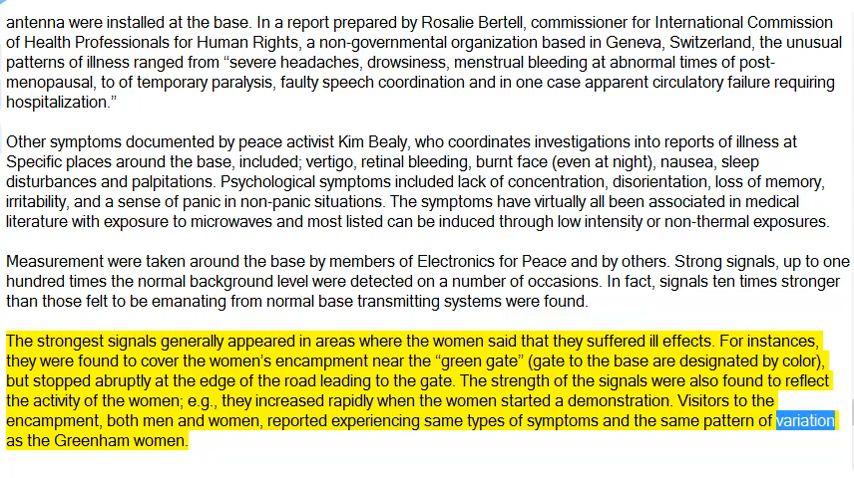 antenna were installed at the base. In a report prepared by Rosalie Bertell, commissioner for International Commission
of Health Professionals for Human Rights, a non-governmental organization based in Geneva, Switzerland, the unusual
patterns of illness ranged from “severe headaches, drowsiness, menstrual bleeding at abnormal times of post-
menopausal, to of temporary paralysis, faulty speech coordination and in one case apparent circulatory failure requiring
hospitalization.”
Other symptoms documented by peace activist Kim Bealy, who coordinates investigations into reports of illness at
Specific places around the base, included; vertigo, retinal bleeding, burnt face (even at night), nausea, sleep
disturbances and palpitations. Psychological symptoms included lack of concentration, disorientation, loss of memory,
irritability, and a sense of panic in non-panic situations. The symptoms have virtually all been associated in medical
literature with exposure to microwaves and most listed can be induced through low intensity or non-thermal exposures.
Measurement were taken around the base by members of Electronics for Peace and by others. Strong signals, up to one
hundred times the normal background level were detected on a number of occasions. In fact, signals ten times stronger
than those felt to be emanating from normal base transmitting systems were found.
The strongest signals generally appeared in areas where the women said that they suffered ill effects. For instances,
they were found to cover the women’s encampment near the “green gate” (gate to the base are designated by color),
but stopped abruptly at the edge of the road leading to the gate. The strength of the signals were also found to reflect
the activity of the women; e.g., they increased rapidly when the women started a demonstration. Visitors to the
encampment, both men and women, reported experiencing same types of symptoms and the same pattern of variation
as the Greenham women.